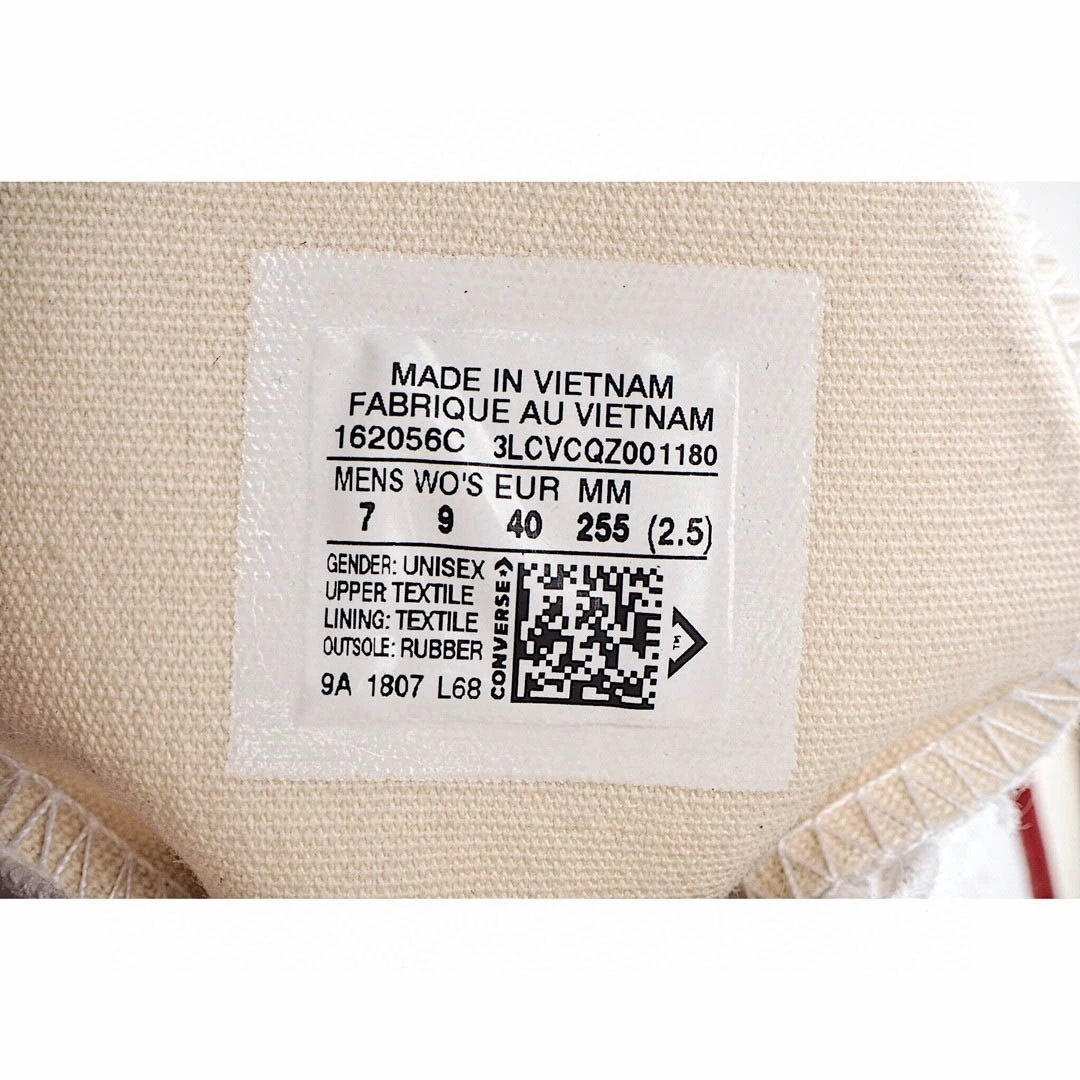 MADE IN VIETNAM
FABRIQUE AU VIETNAM
162056C 3LCVCQZ001180
MENS WO'S EUR MM
7 9 40 255 (2.5)
GENDER: UNISEX
UPPER TEXTILE
LINING: TEXTILE
OUTSOLE: RUBBER
9A 1807 L68
CONVERSE
TM